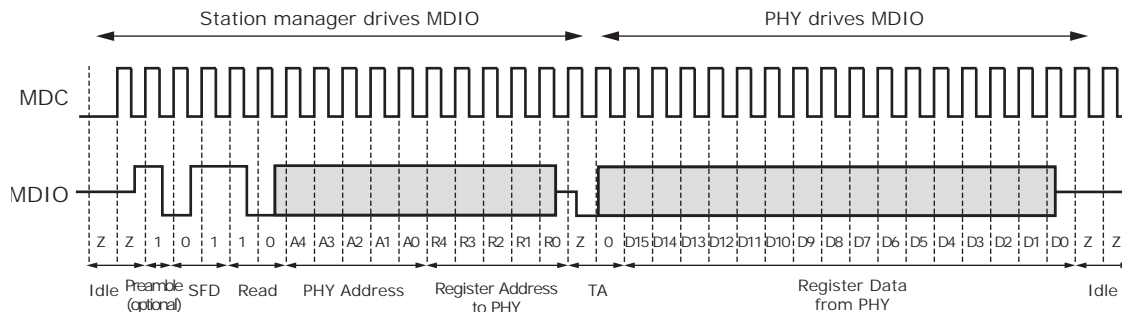 Station manager drives MDIO PHY drives MDIO
MDC
MDIO
Z Z 1 0 1 1 0 A4 A3 A2 A1 A0 R4 R3 R2 R1 R0 Z 0 D15 D14 D13 D12 D11 D10 D9 D8 D7 D6 D5 D4 D3 D2 D1 D0 Z Z
Idle Preamble (optional) SFD Read PHY Address Register Address to PHY TA Register Data from PHY Idle